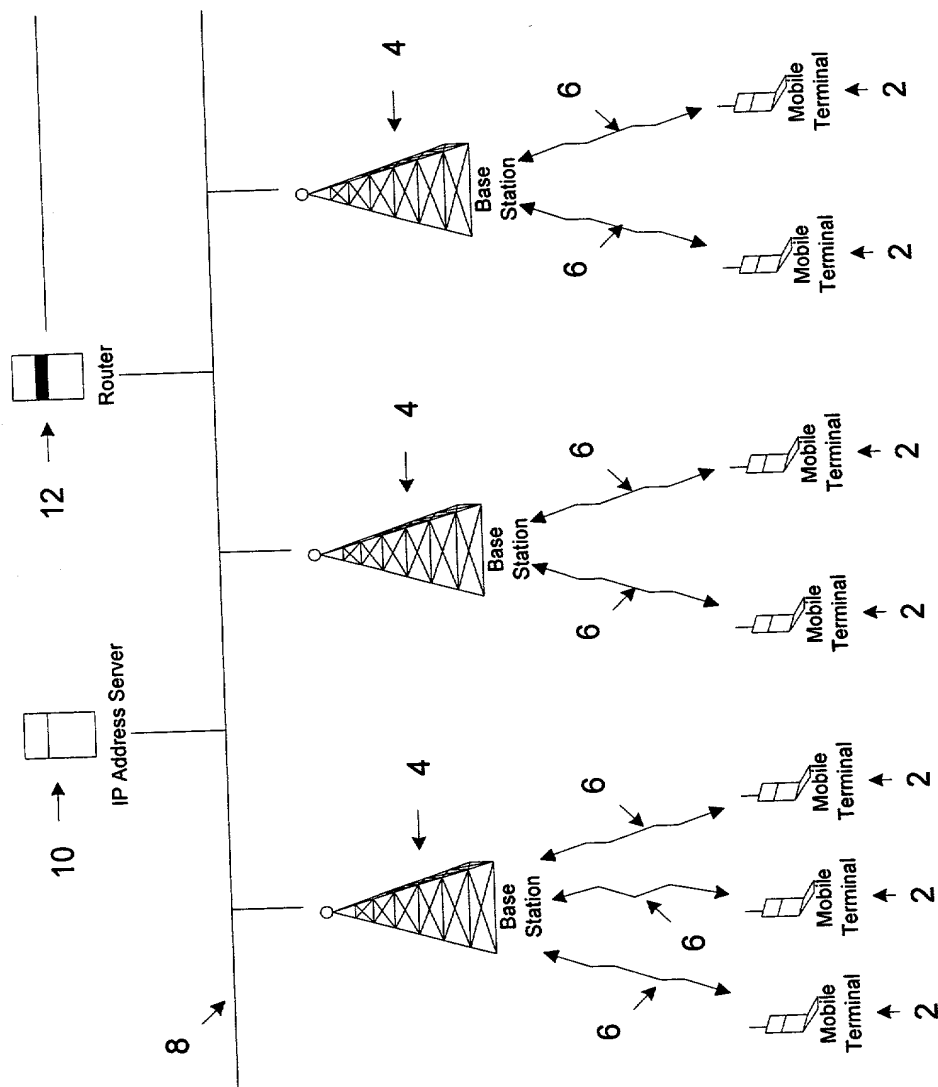 10
12
IP Address Server
Router
8
4
4
4
Base
Station
Base
Station
Base
Station
6
6
6
6
6
6
6
Mobile
Terminal
Mobile
Terminal
Mobile
Terminal
Mobile
Terminal
Mobile
Terminal
Mobile
Terminal
Mobile
Terminal
2
2
2
2
2
2
2